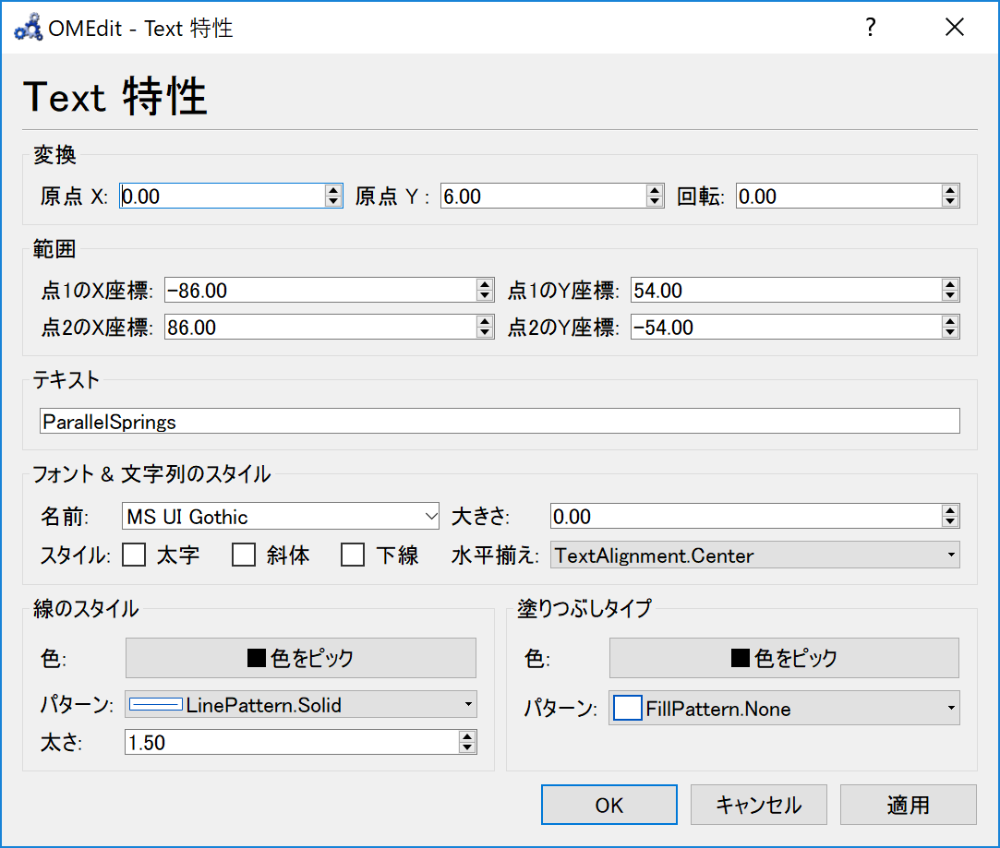 OMEdit - Text 特性 ?
Text 特性
変換
原点 X: 0.00 原点 Y : 6.00 回転: 0.00
範囲
点1のX座標: -86.00 点1のY座標: 54.00
点2のX座標: 86.00 点2のY座標: -54.00
テキスト
ParallelSprings
フォント & 文字列のスタイル
名前: MS UI Gothic 大きさ: 0.00
スタイル: 太字 斜体 下線 水平揃え: TextAlignment.Center
線のスタイル 塗りつぶしタイプ
色: 色をピック 色: 色をピック
パターン: LinePattern.Solid パターン: FillPattern.None
太さ: 1.50
OK キャンセル 適用